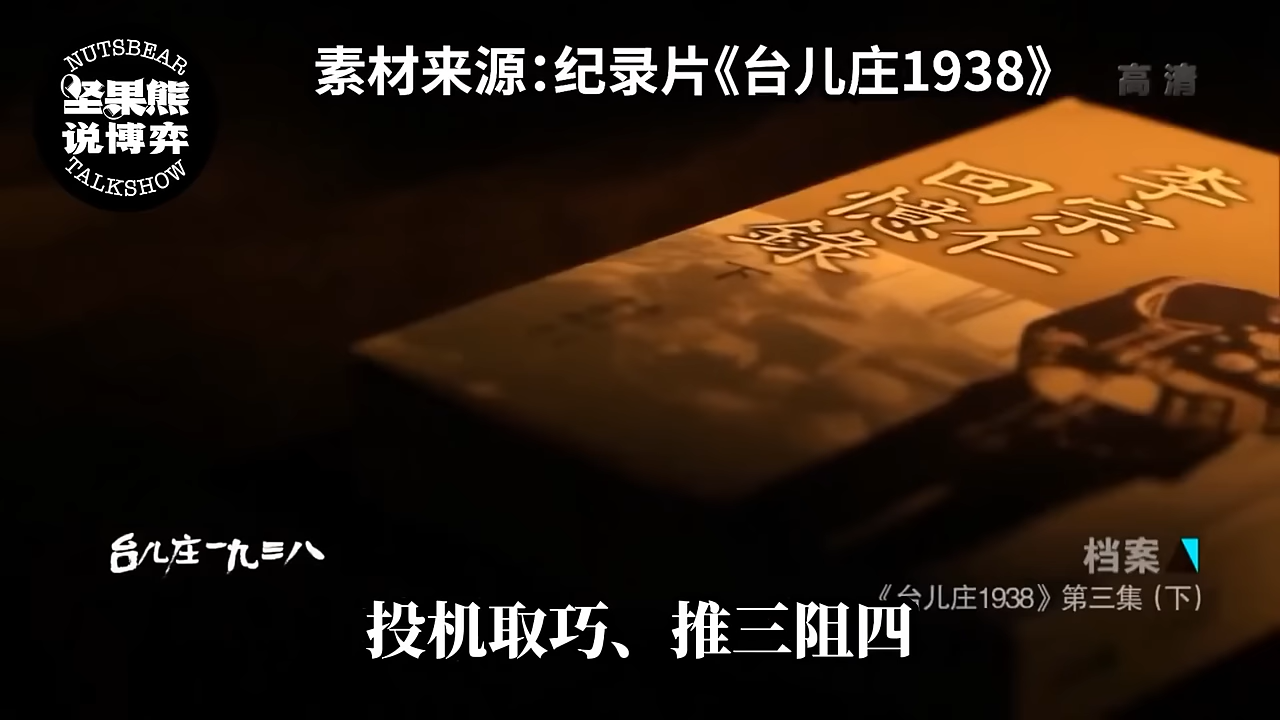 NUTSBEAR
坚果熊
说博弈
TALKSHOW
素材来源：纪录片《台儿庄1938》
高清
李宗仁
回憶錄
下
台儿庄一九三八
档案
《台儿庄1938》第三集（下）
投机取巧、推三阻四